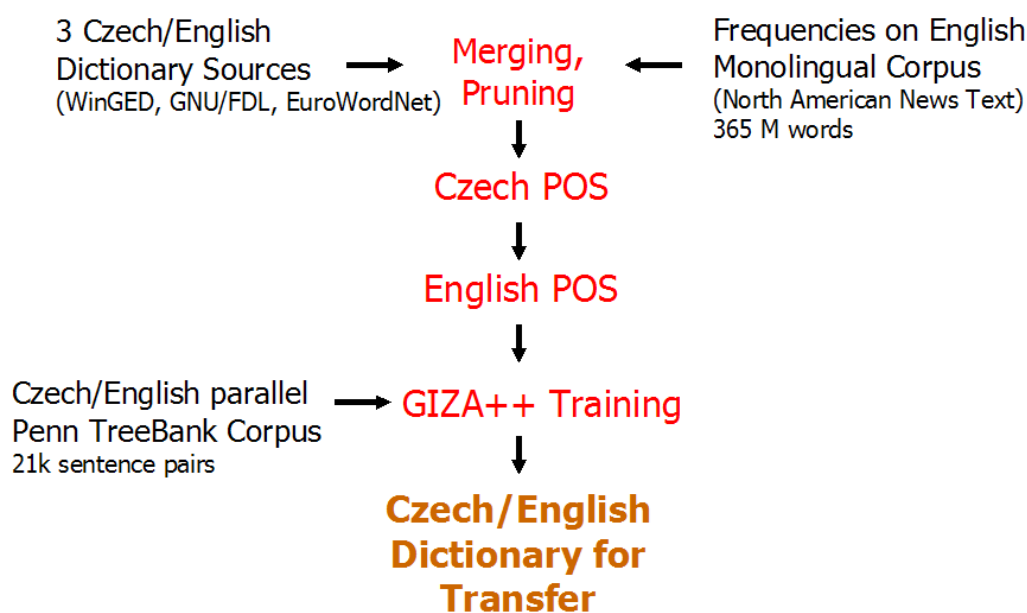 3 Czech/English
Dictionary Sources
(WinGED, GNU/FDL, EuroWordNet)
Merging,
Pruning
Frequencies on English
Monolingual Corpus
(North American News Text)
365 M words
Czech POS
English POS
Czech/English parallel
Penn TreeBank Corpus
21k sentence pairs
GIZA++ Training
Czech/English
Dictionary for
Transfer